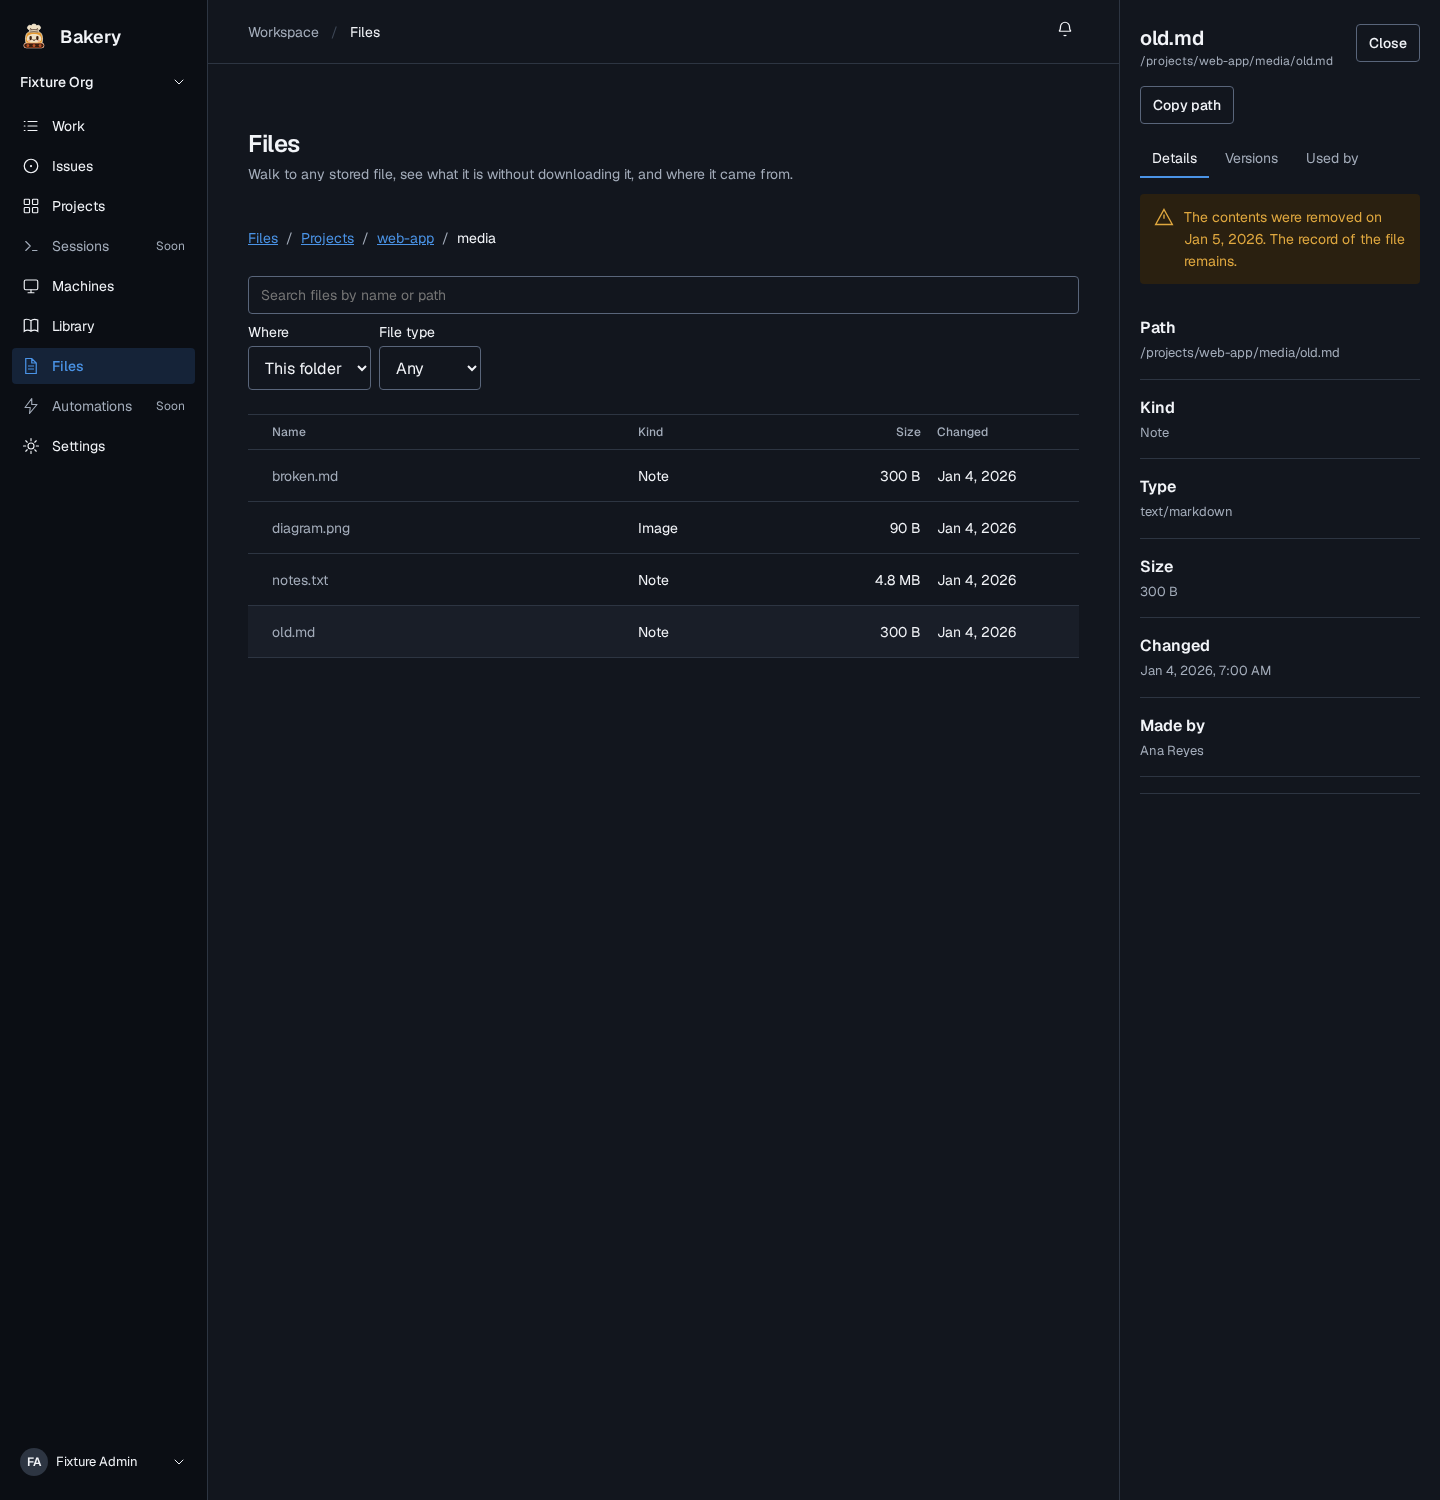 Bakery
Fixture Org
Work
Issues
Projects
Sessions Soon
Machines
Library
Files
Automations Soon
Settings
FA Fixture Admin
Workspace / Files
Files
Walk to any stored file, see what it is without downloading it, and where it came from.
Files / Projects / web-app / media
Search files by name or path
Where File type
This folder Any
Name Kind Size Changed
broken.md Note 300 B Jan 4, 2026
diagram.png Image 90 B Jan 4, 2026
notes.txt Note 4.8 MB Jan 4, 2026
old.md Note 300 B Jan 4, 2026
old.md
/projects/web-app/media/old.md
Close
Copy path
Details Versions Used by
The contents were removed on
Jan 5, 2026. The record of the file
remains.
Path
/projects/web-app/media/old.md
Kind
Note
Type
text/markdown
Size
300 B
Changed
Jan 4, 2026, 7:00 AM
Made by
Ana Reyes